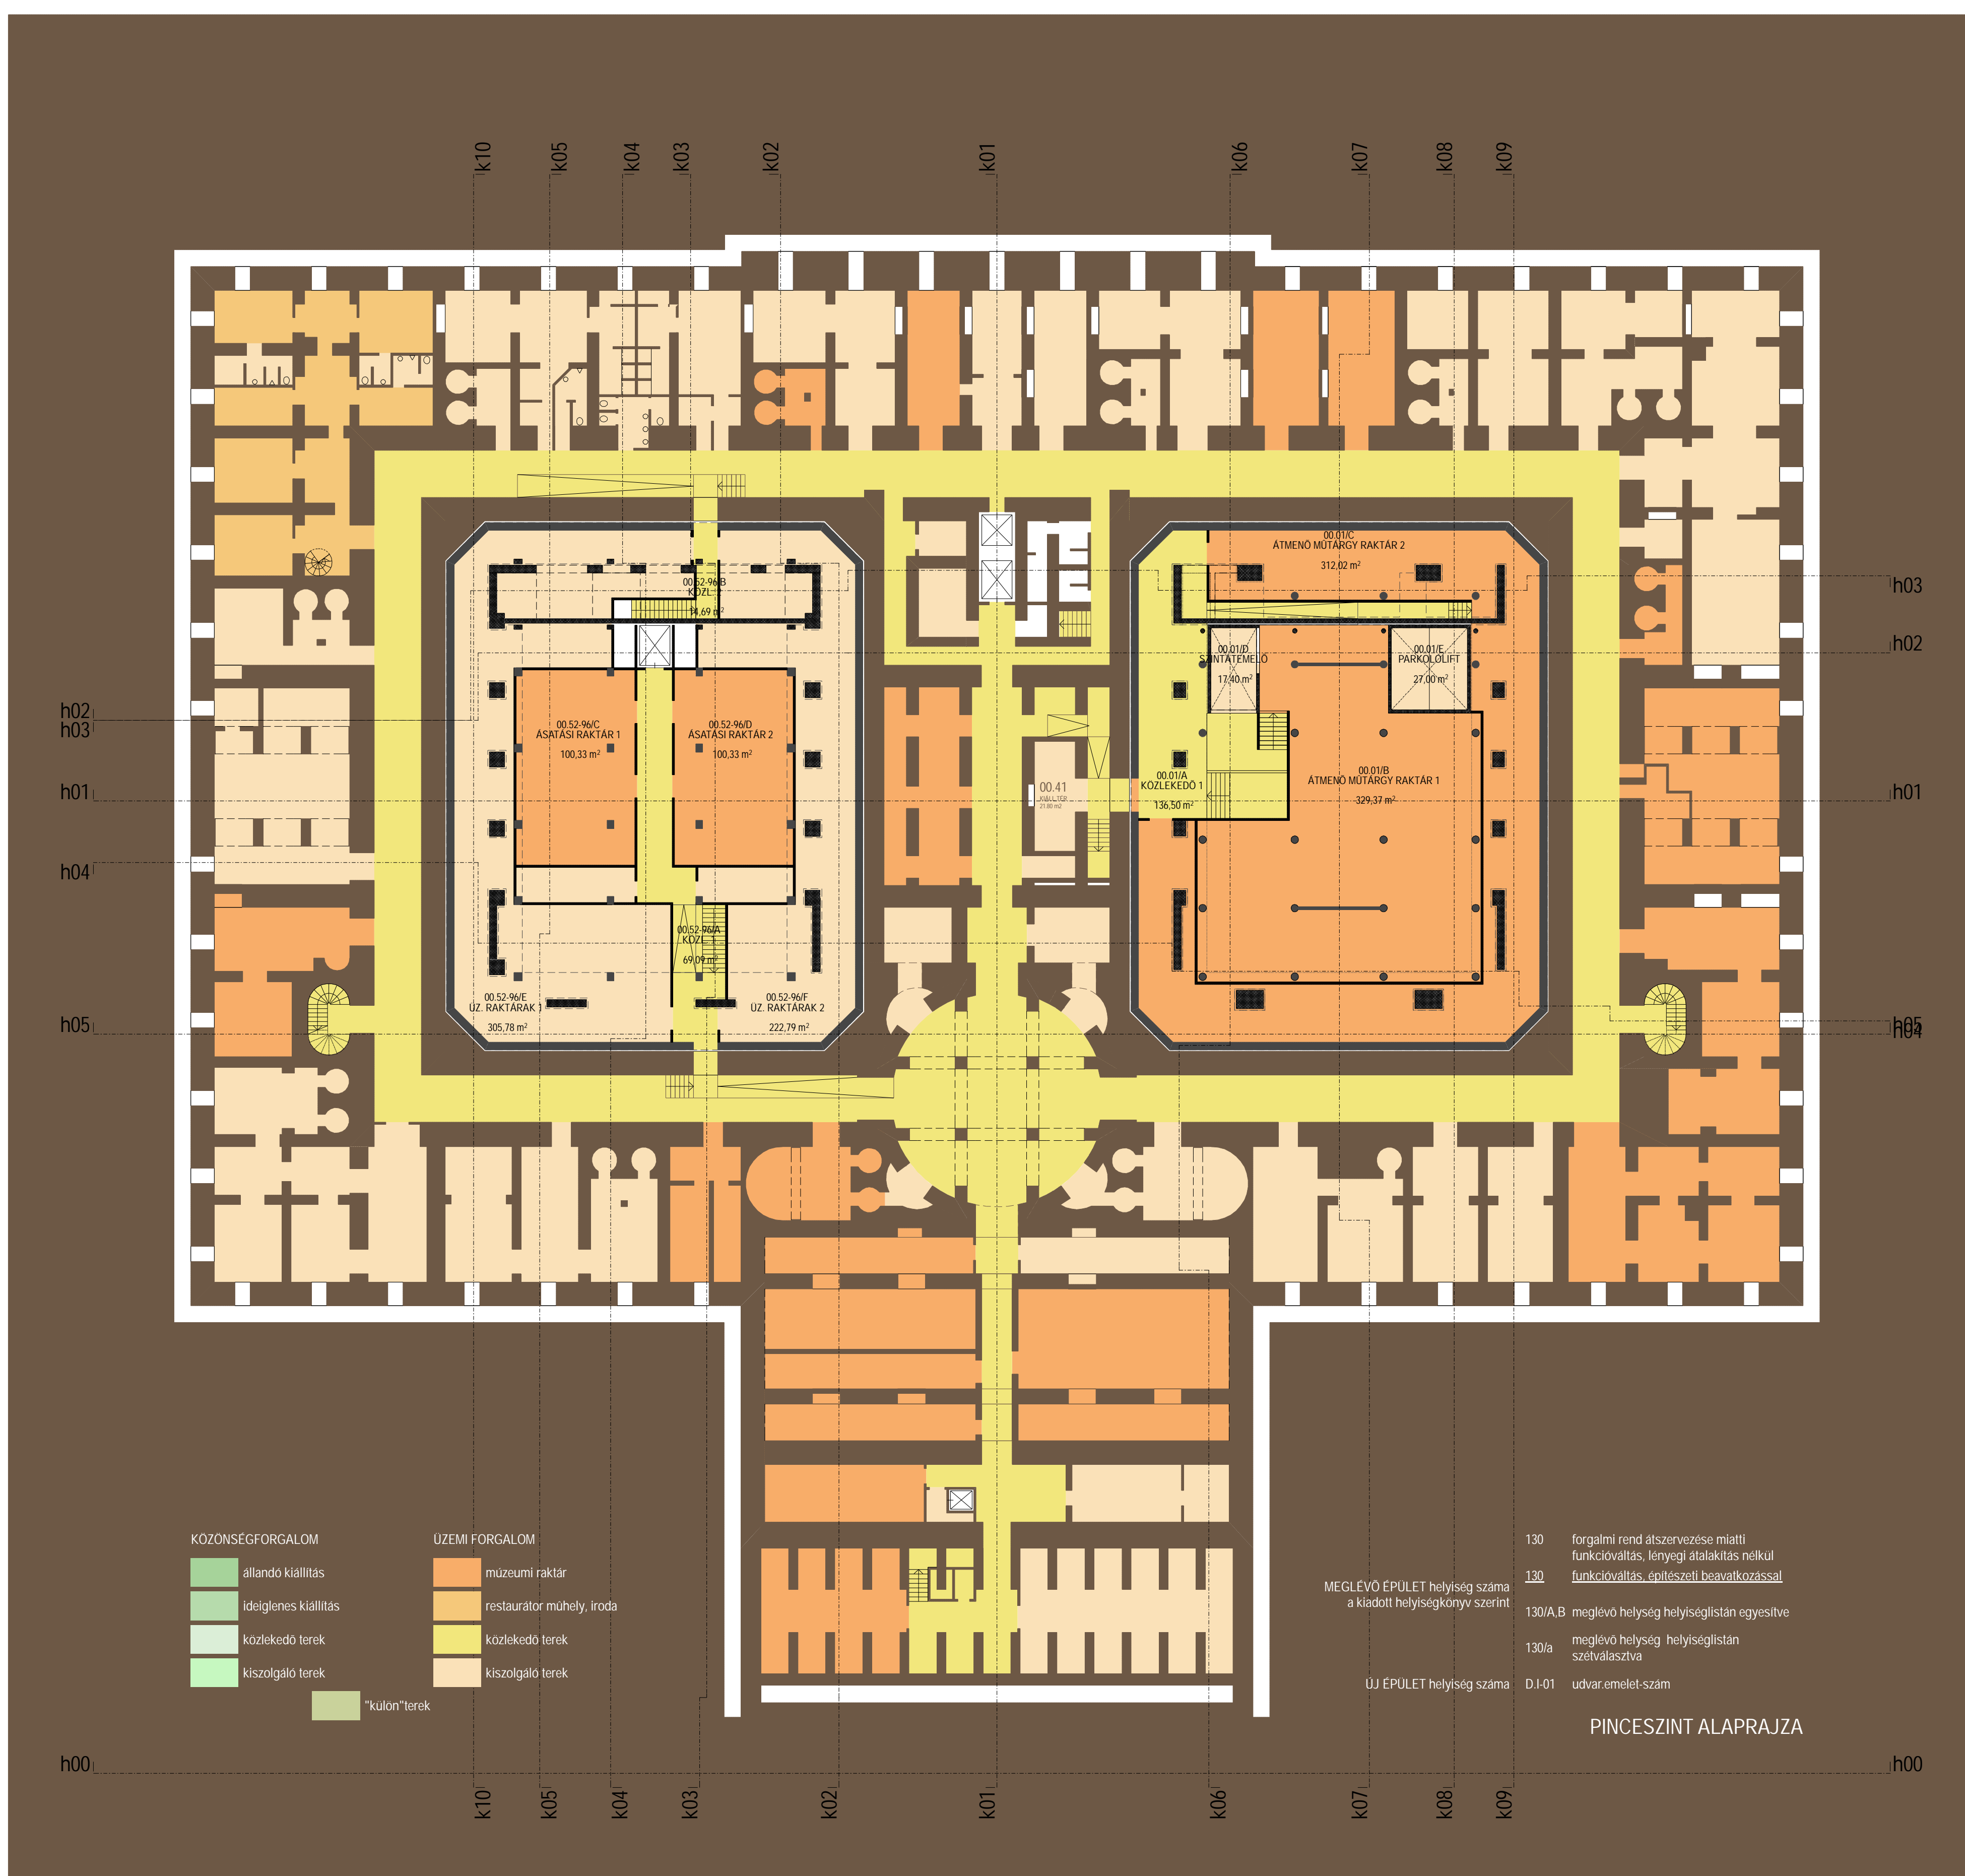 k10 k05 k04 k03 k02 k01 k06 k07 k08 k09
00.01/C
ÁTMENŐ MŰTÁRGY RAKTÁR 2
312,02 m²
00.52-96/B
KÖZL.
14,69 m²
h03
h02
00.01/D
SZINTÁTEMELŐ
17,40 m²
00.01/E
PARKOLÓLIFT
27,00 m²
h02
h03
00.52-96/C
ÁSATÁSI RAKTÁR 1
100,33 m²
00.52-96/D
ÁSATÁSI RAKTÁR 2
100,33 m²
h01
00.41
KIÁLL.TÉR
21.80 m2
00.01/A
KÖZLEKEDŐ 1
136,50 m²
00.01/B
ÁTMENŐ MŰTÁRGY RAKTÁR 1
329,37 m²
h01
h04
00.52-96/A
KÖZL.
69,09 m²
00.52-96/E
ÜZ. RAKTÁRAK 1
305,78 m²
00.52-96/F
ÜZ. RAKTÁRAK 2
222,79 m²
h05
h05
h04
KÖZÖNSÉGFORGALOM
állandó kiállítás
ideiglenes kiállítás
közlekedő terek
kiszolgáló terek
"külön"terek
ÜZEMI FORGALOM
múzeumi raktár
restaurátor műhely, iroda
közlekedő terek
kiszolgáló terek
MEGLÉVŐ ÉPÜLET helyiség száma
a kiadott helyiségkönyv szerint
130 forgalmi rend átszervezése miatti
funkcióváltás, lényegi átalakítás nélkül
130 funkcióváltás, építészeti beavatkozással
130/A,B meglévő helység helyiséglistán egyesítve
130/a meglévő helység helyiséglistán
szétválasztva
ÚJ ÉPÜLET helyiség száma D.I-01 udvar.emelet-szám
PINCESZINT ALAPRAJZA
h00 h00
k10 k05 k04 k03 k02 k01 k06 k07 k08 k09